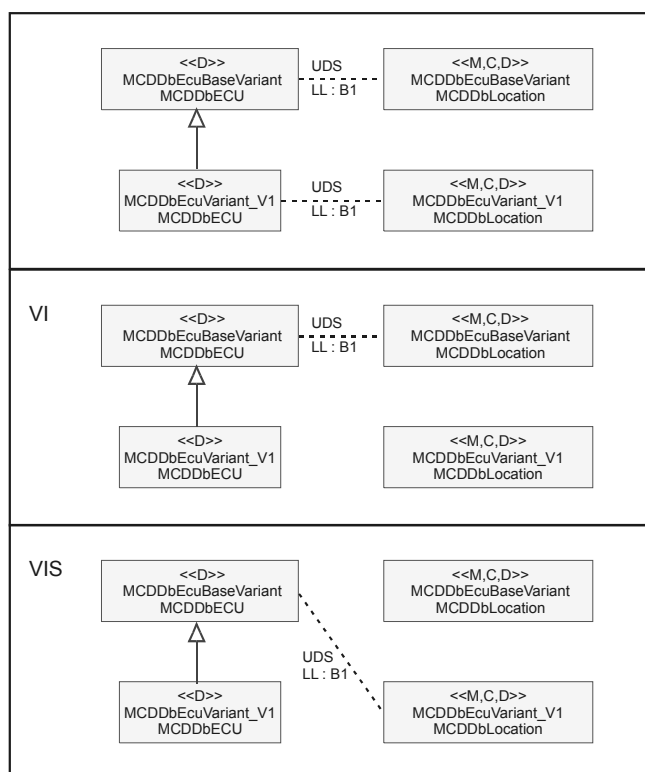 <<D>>
MCDDbEcuBaseVariant
MCDDbECU
UDS
LL : B1
<<M,C,D>>
MCDDbEcuBaseVariant
MCDDbLocation
<<D>>
MCDDbEcuVariant_V1
MCDDbECU
UDS
LL : B1
<<M,C,D>>
MCDDbEcuVariant_V1
MCDDbLocation
VI
<<D>>
MCDDbEcuBaseVariant
MCDDbECU
UDS
LL : B1
<<M,C,D>>
MCDDbEcuBaseVariant
MCDDbLocation
<<D>>
MCDDbEcuVariant_V1
MCDDbECU
<<M,C,D>>
MCDDbEcuVariant_V1
MCDDbLocation
VIS
<<D>>
MCDDbEcuBaseVariant
MCDDbECU
<<M,C,D>>
MCDDbEcuBaseVariant
MCDDbLocation
UDS
LL : B1
<<D>>
MCDDbEcuVariant_V1
MCDDbECU
<<M,C,D>>
MCDDbEcuVariant_V1
MCDDbLocation